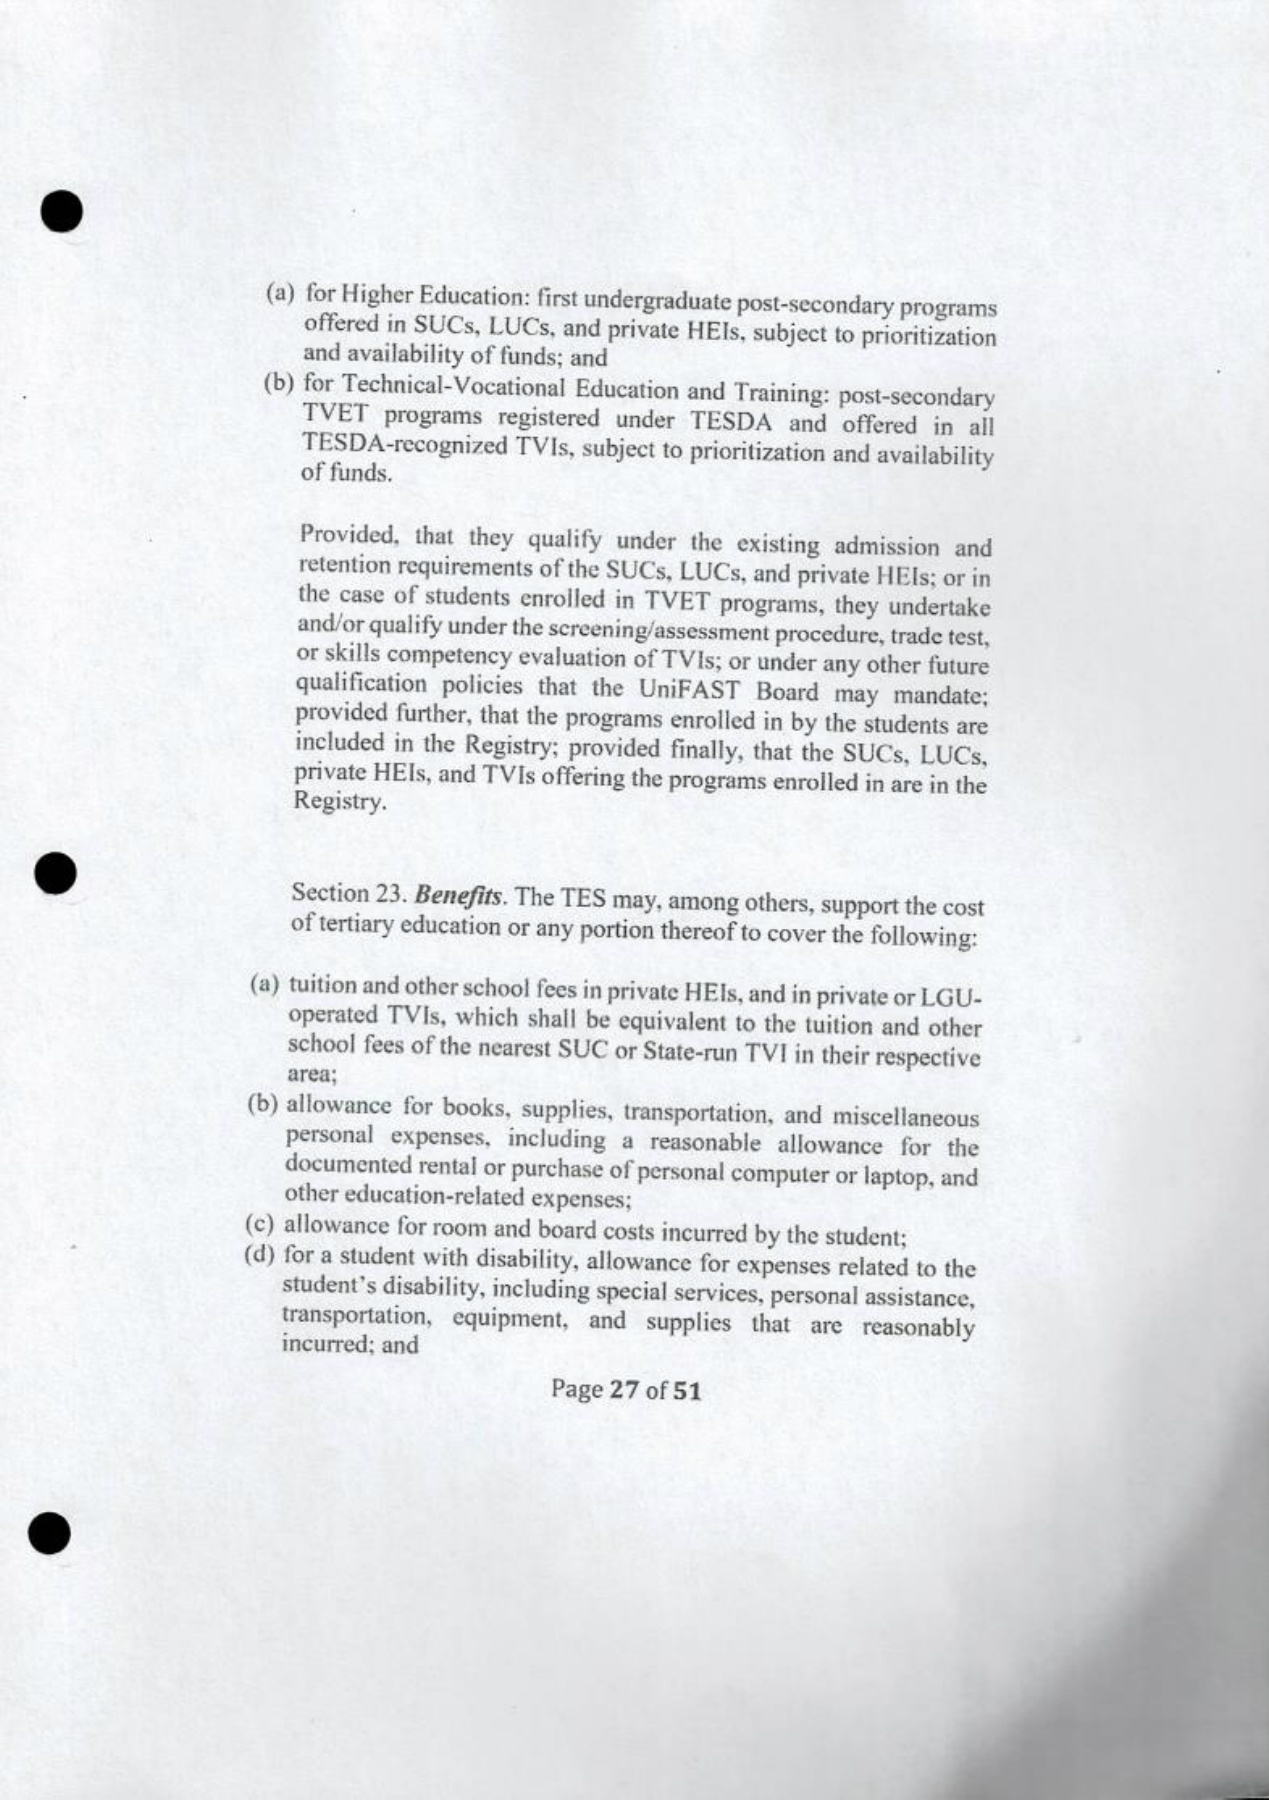 (a) for Higher Education: first undergraduate post-secondary programs
offered in SUCs, LUCs, and private HEIs, subject to prioritization
and availability of funds; and
(b) for Technical-Vocational Education and Training: post-secondary
TVET programs registered under TESDA and offered in all
TESDA-recognized TVIs, subject to prioritization and availability
of funds.
Provided, that they qualify under the existing admission and
retention requirements of the SUCs, LUCs, and private HEIs; or in
the case of students enrolled in TVET programs, they undertake
and/or qualify under the screening/assessment procedure, trade test,
or skills competency evaluation of TVIs; or under any other future
qualification policies that the UniFAST Board may mandate;
provided further, that the programs enrolled in by the students are
included in the Registry; provided finally, that the SUCs, LUCs,
private HEIs, and TVIs offering the programs enrolled in are in the
Registry.
Section 23. Benefits. The TES may, among others, support the cost
of tertiary education or any portion thereof to cover the following:
(a) tuition and other school fees in private HEIs, and in private or LGU-
operated TVIs, which shall be equivalent to the tuition and other
school fees of the nearest SUC or State-run TVI in their respective
area;
(b) allowance for books, supplies, transportation, and miscellaneous
personal expenses, including a reasonable allowance for the
documented rental or purchase of personal computer or laptop, and
other education-related expenses;
(c) allowance for room and board costs incurred by the student;
(d) for a student with disability, allowance for expenses related to the
student's disability, including special services, personal assistance,
transportation, equipment, and supplies that are reasonably
incurred; and
Page 27 of 51